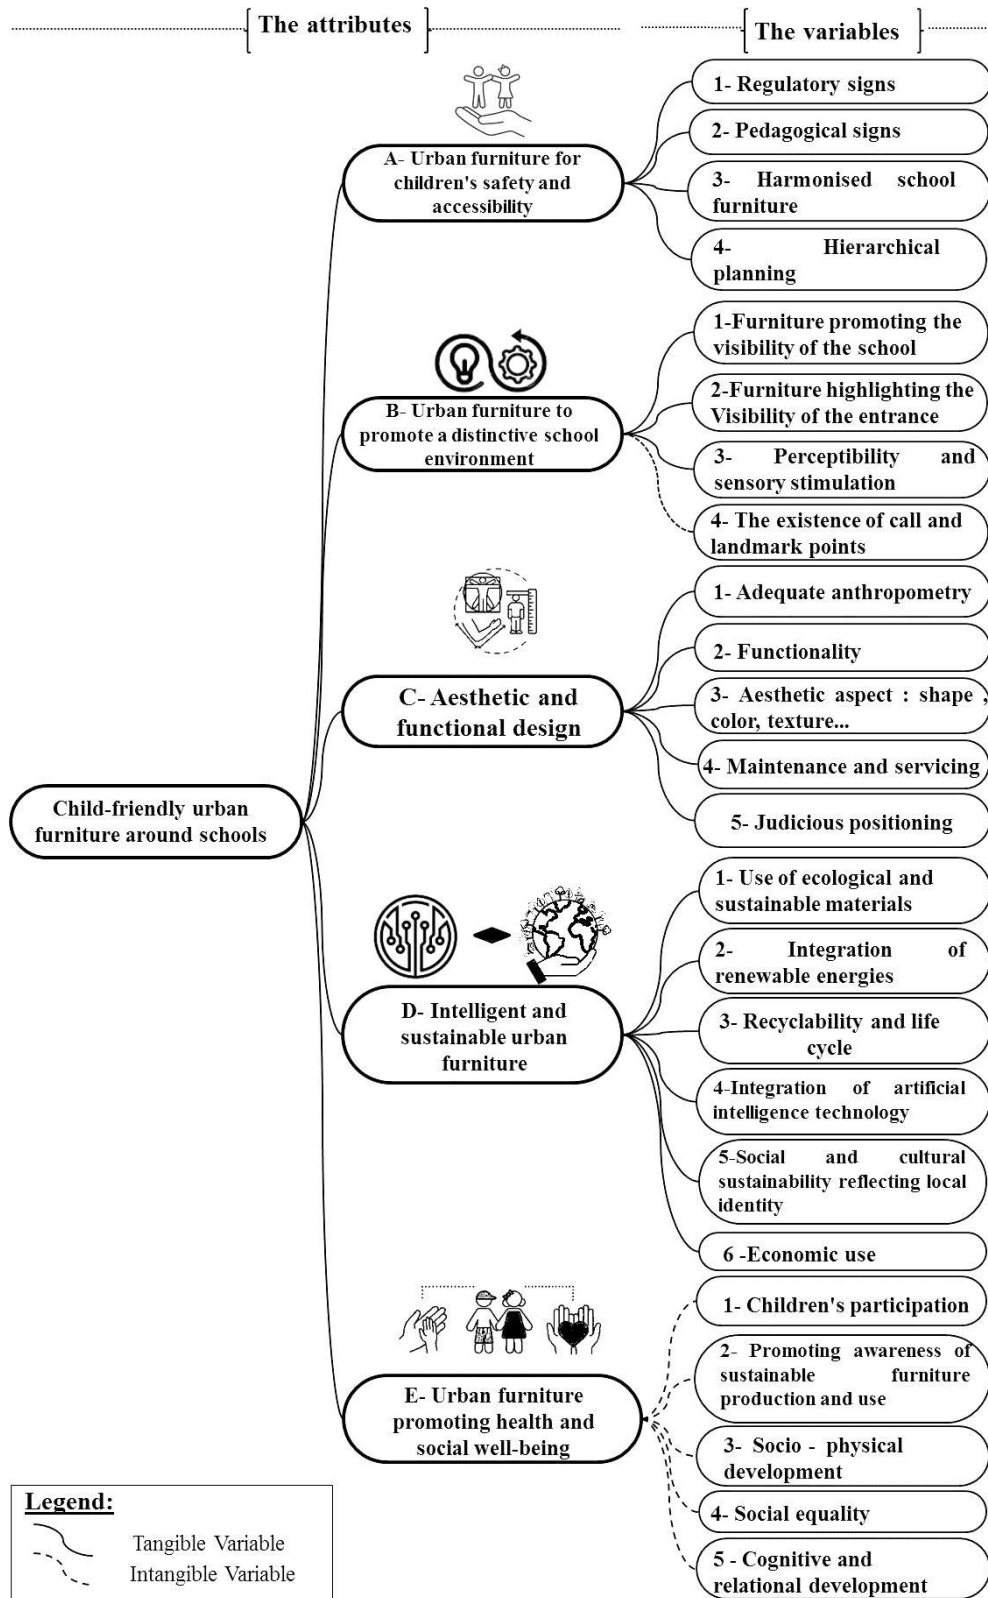 The attributes
The variables
1- Regulatory signs
2- Pedagogical signs
A- Urban furniture for
children's safety and
accessibility
3- Harmonised school
furniture
4- Hierarchical
planning
1-Furniture promoting the
visibility of the school
2-Furniture highlighting the
Visibility of the entrance
B- Urban furniture to
promote a distinctive school
environment
3- Perceptibility and
sensory stimulation
4- The existence of call and
landmark points
1- Adequate anthropometry
2- Functionality
C- Aesthetic and
functional design
3- Aesthetic aspect : shape ,
color, texture...
4- Maintenance and servicing
5- Judicious positioning
Child-friendly urban
furniture around schools
1- Use of ecological and
sustainable materials
2- Integration of
renewable energies
D- Intelligent and
sustainable urban
furniture
3- Recyclability and life
cycle
4-Integration of artificial
intelligence technology
5-Social and cultural
sustainability reflecting local
identity
6 -Economic use
1- Children's participation
2- Promoting awareness of
sustainable furniture
production and use
E- Urban furniture
promoting health and
social well-being
3- Socio - physical
development
4- Social equality
5 - Cognitive and
relational development
Legend:
Tangible Variable
Intangible Variable